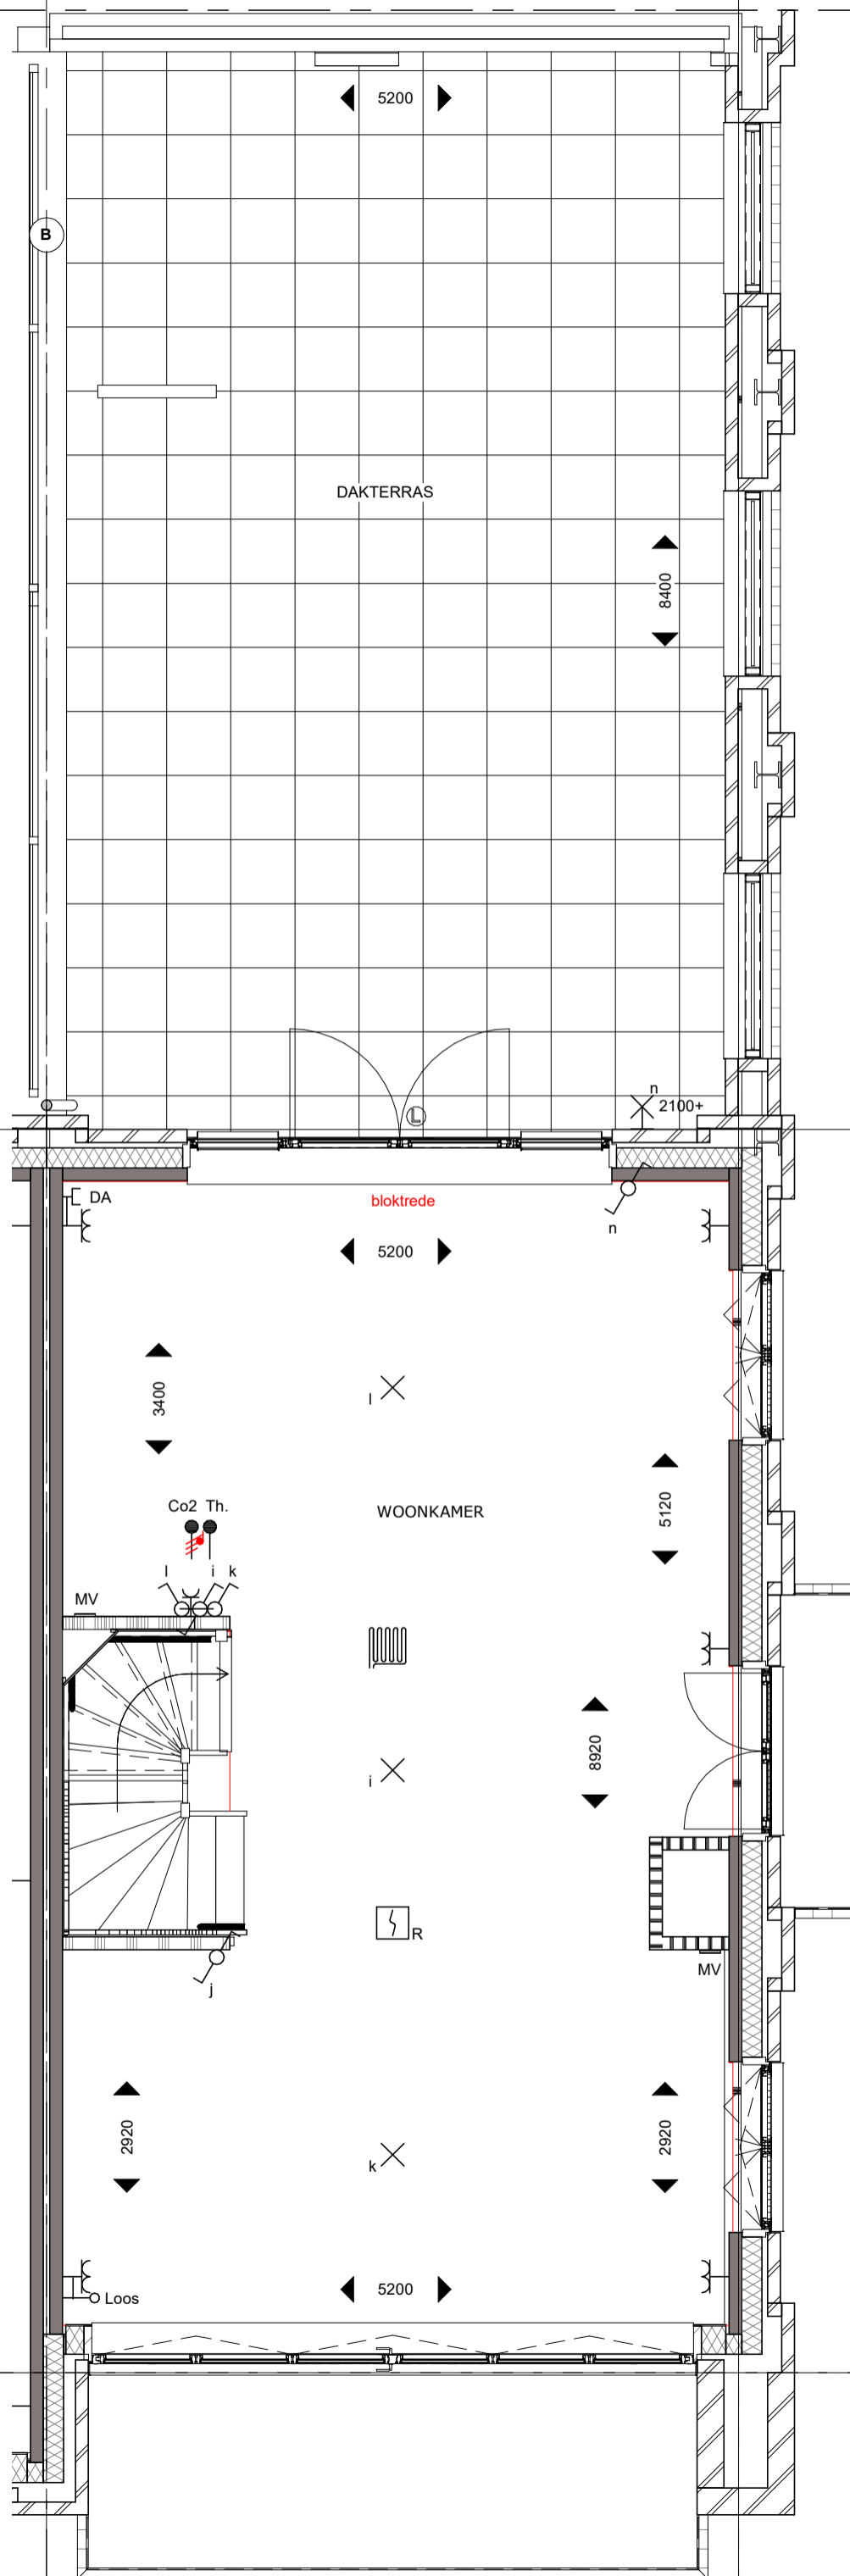 5200
B
DAKTERRAS
8400
n
2100+
L
DA
bloktrede
n
5200
3400
l
Co2 Th.
WOONKAMER
5120
l i k
MV
8920
i
R
MV
j
2920
2920
k
Loos
5200